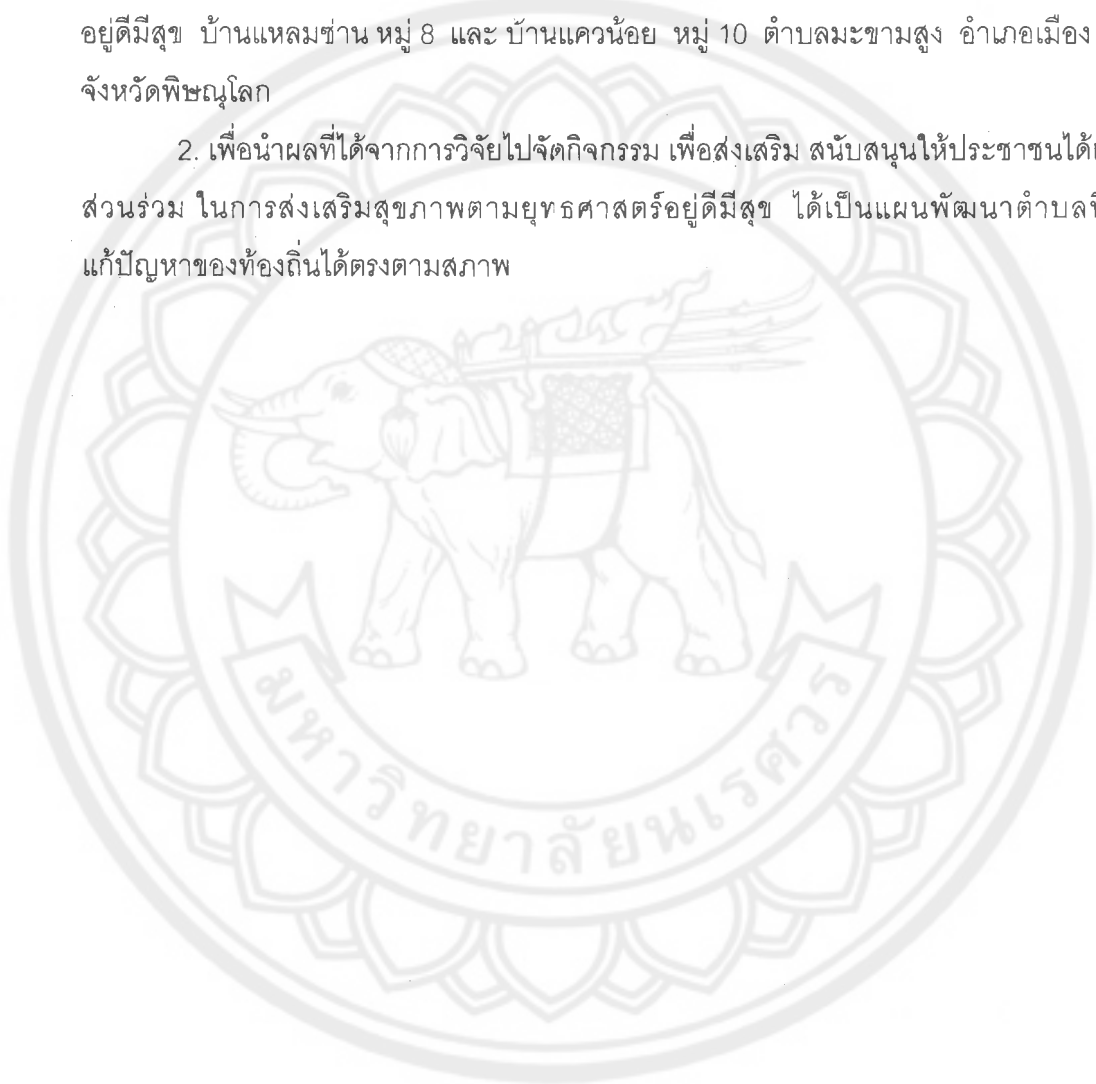 อยู่ดีมีสุข บ้านแหลมซ่าน หมู่ 8 และ บ้านแควน้อย หมู่ 10 ตำบลมะขามสูง อำเภอเมือง
จังหวัดพิษณุโลก
2. เพื่อนำผลที่ได้จากการวิจัยไปจัดกิจกรรม เพื่อส่งเสริม สนับสนุนให้ประชาชนได้
ส่วนร่วม ในการส่งเสริมสุขภาพตามยุทธศาสตร์อยู่ดีมีสุข ได้เป็นแผนพัฒนาตำบล
แก้ปัญหาของท้องถิ่นได้ตรงตามสภาพ
มหาวิทยาลัยนเรศวร